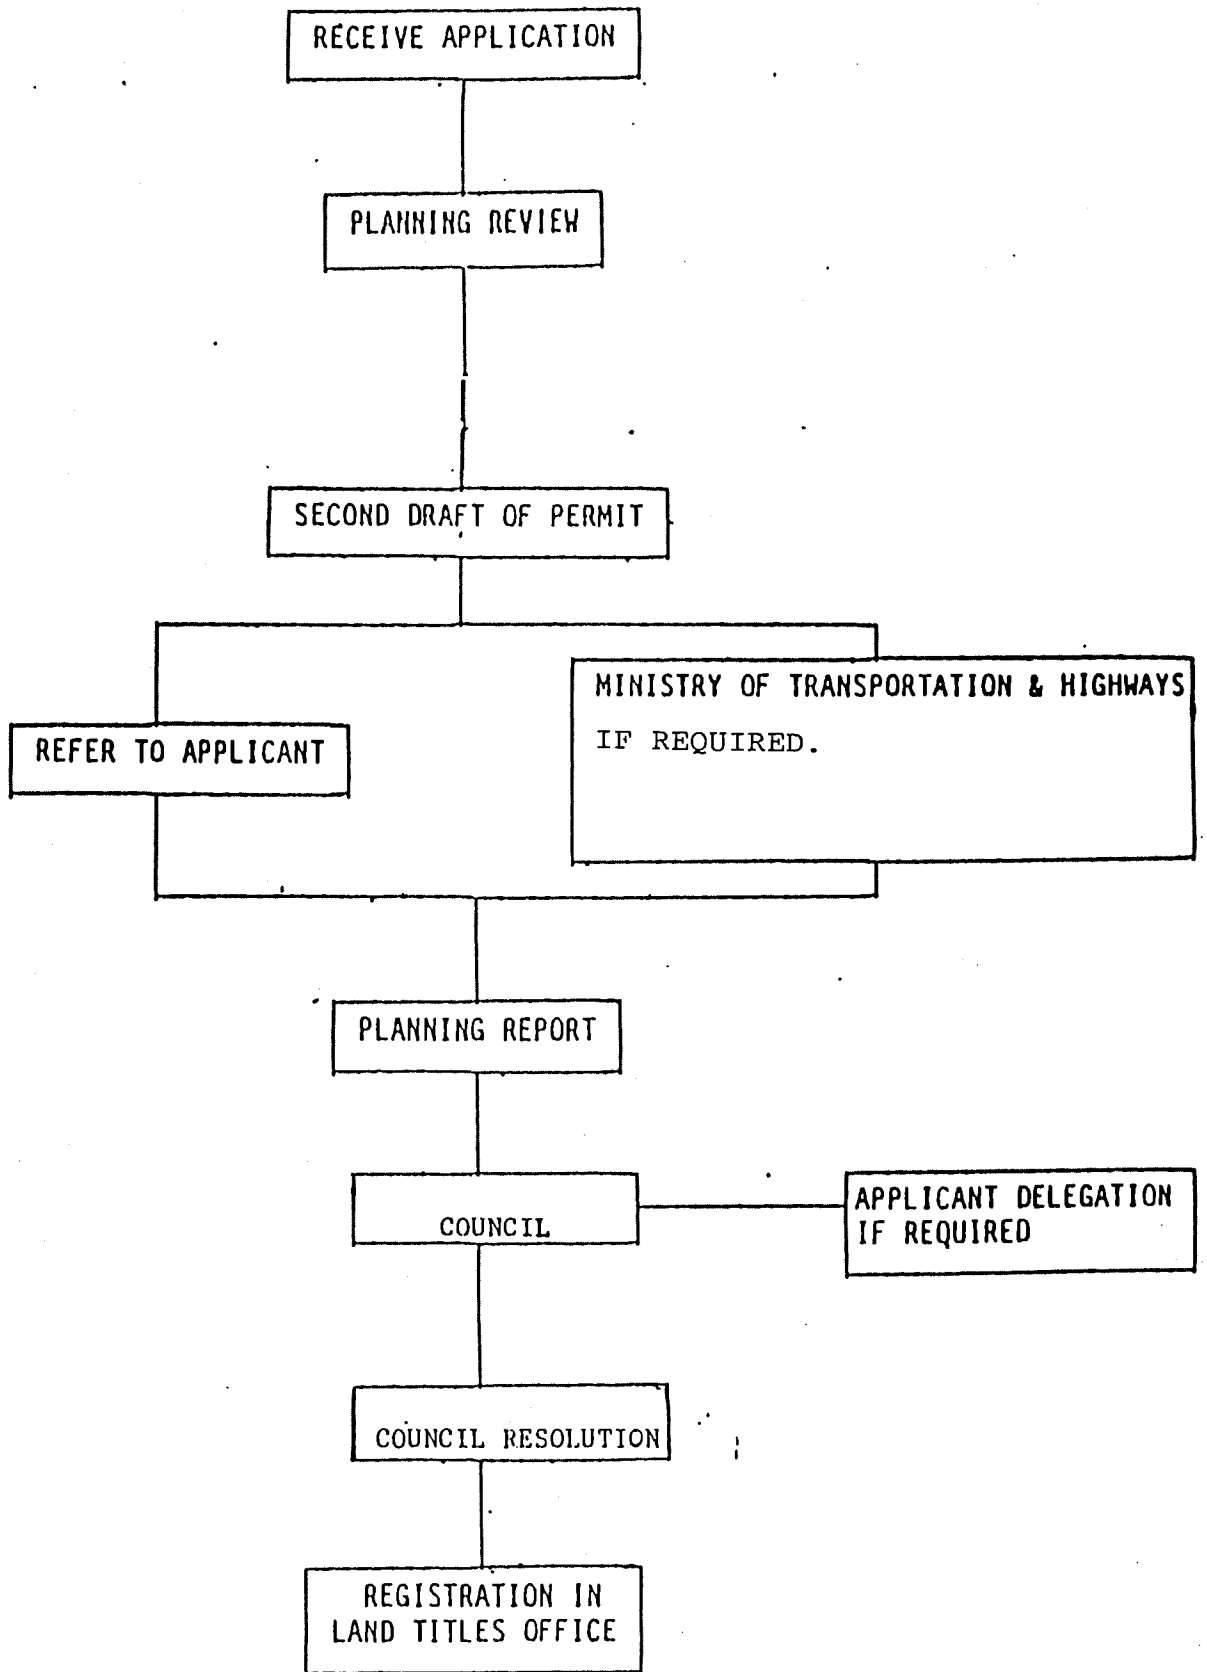 RECEIVE APPLICATION
PLANNING REVIEW
SECOND DRAFT OF PERMIT
MINISTRY OF TRANSPORTATION & HIGHWAYS
IF REQUIRED.
REFER TO APPLICANT
PLANNING REPORT
COUNCIL
APPLICANT DELEGATION
IF REQUIRED
COUNCIL RESOLUTION
REGISTRATION IN
LAND TITLES OFFICE